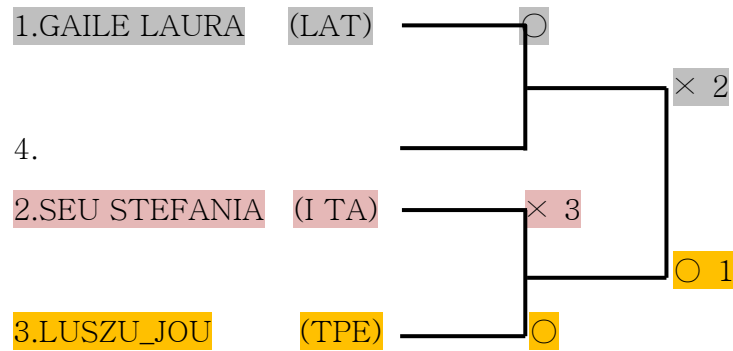 1.GAILE LAURA (LAT) ○
× 2
4.
2.SEU STEFANIA (I TA) × 3
○ 1
3.LUSZU_JOU (TPE) ○